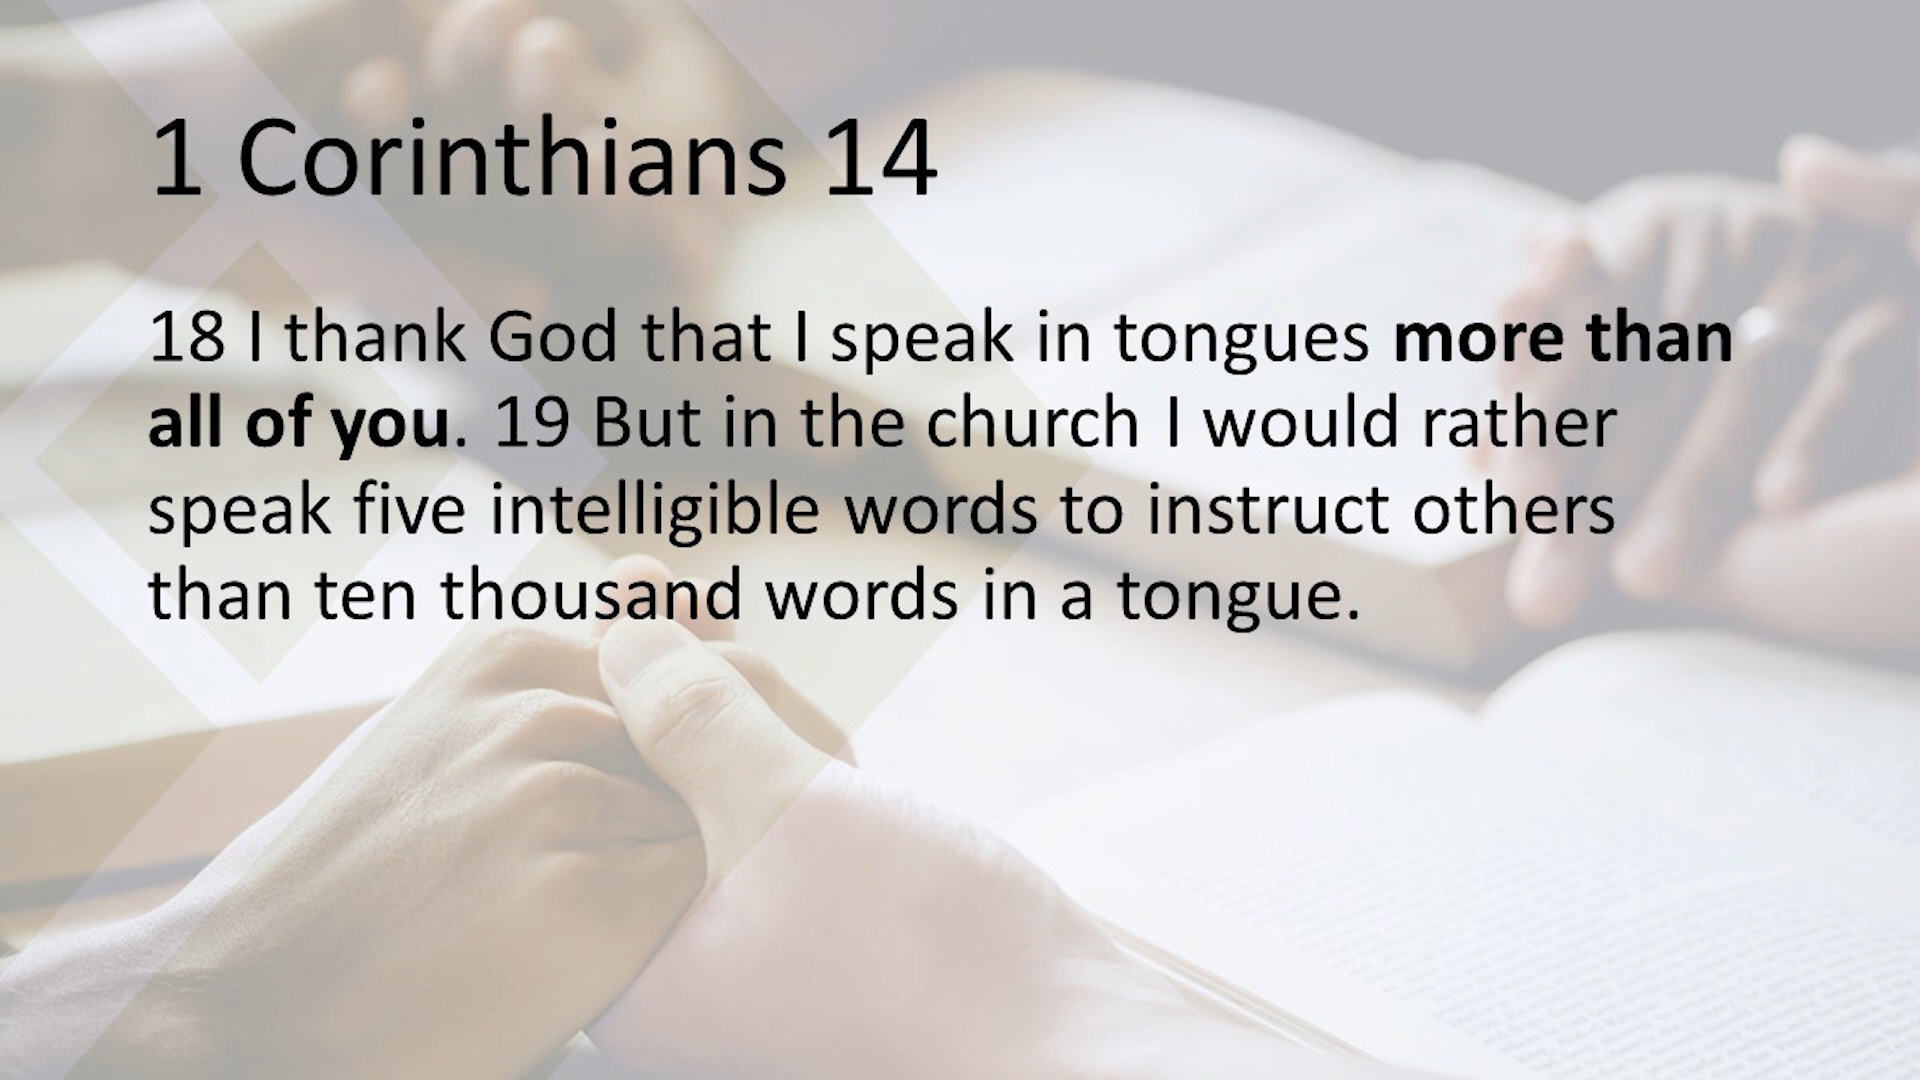 1 Corinthians 14
18 I thank God that I speak in tongues more than
all of you. 19 But in the church I would rather
speak five intelligible words to instruct others
than ten thousand words in a tongue.